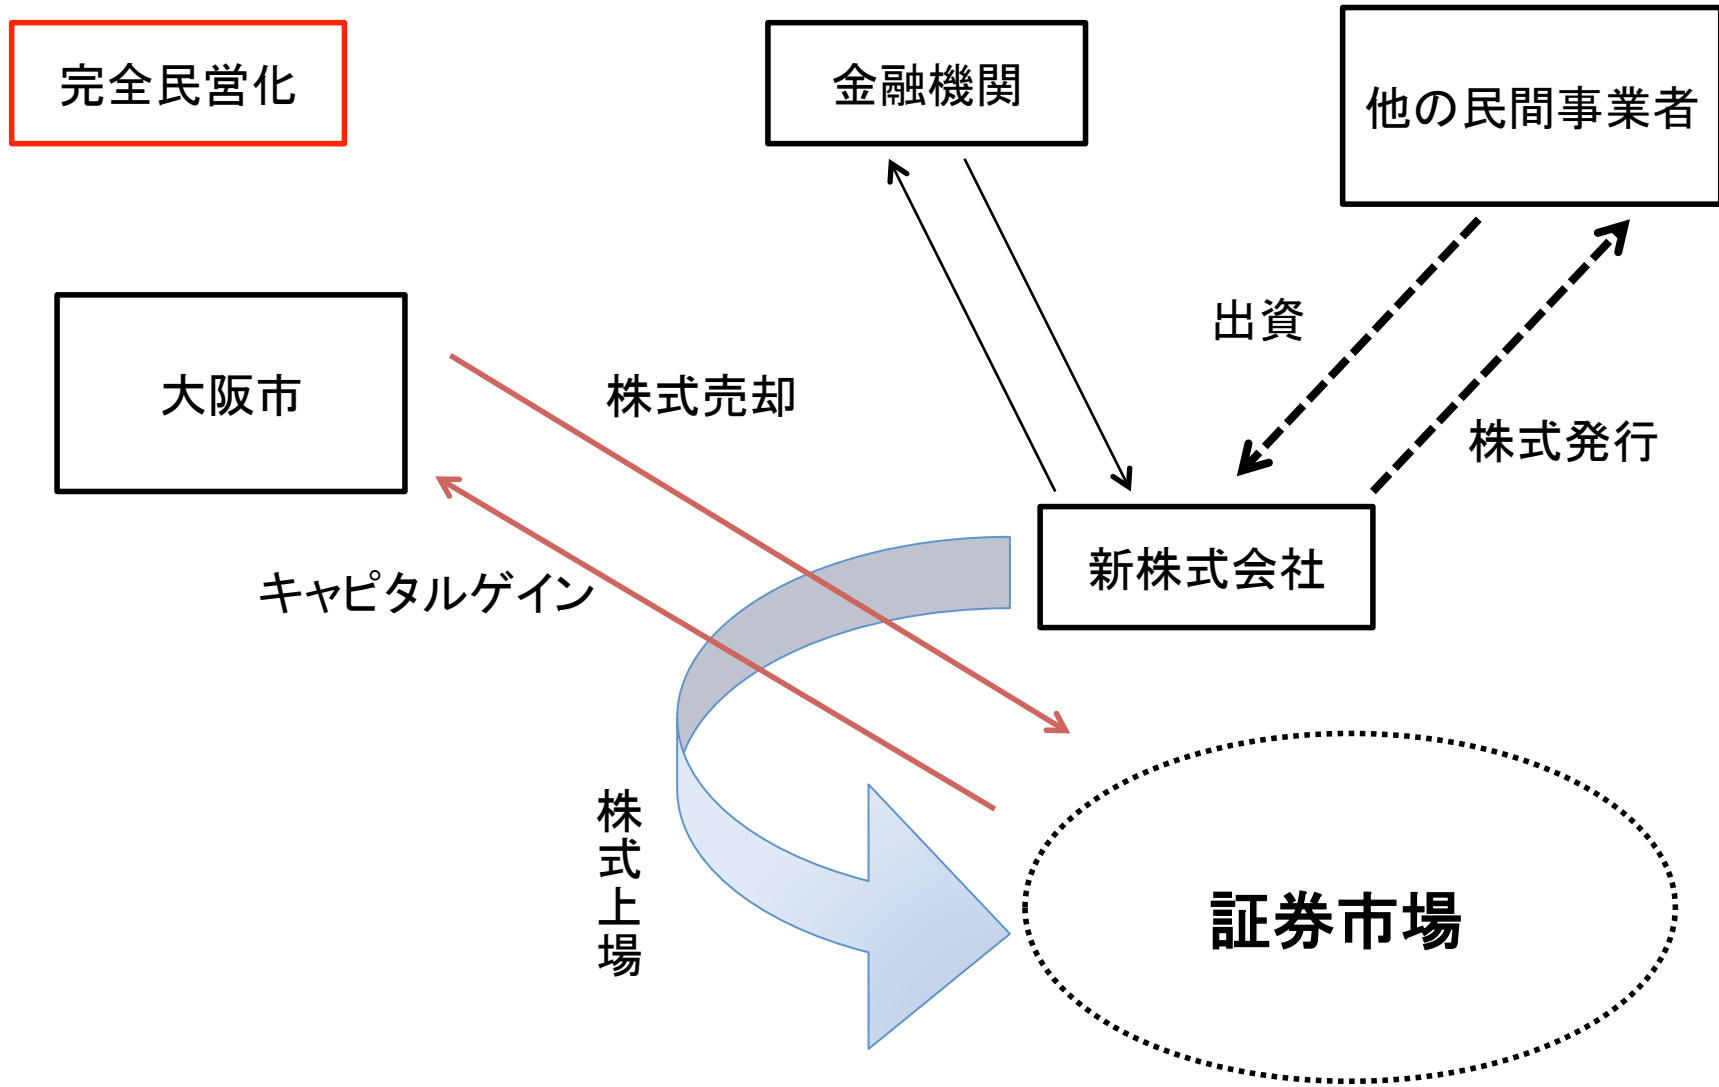 完全民営化
金融機関
他の民間事業者
大阪市
出資
株式売却
株式発行
新株式会社
キャピタルゲイン
株式上場
証券市場